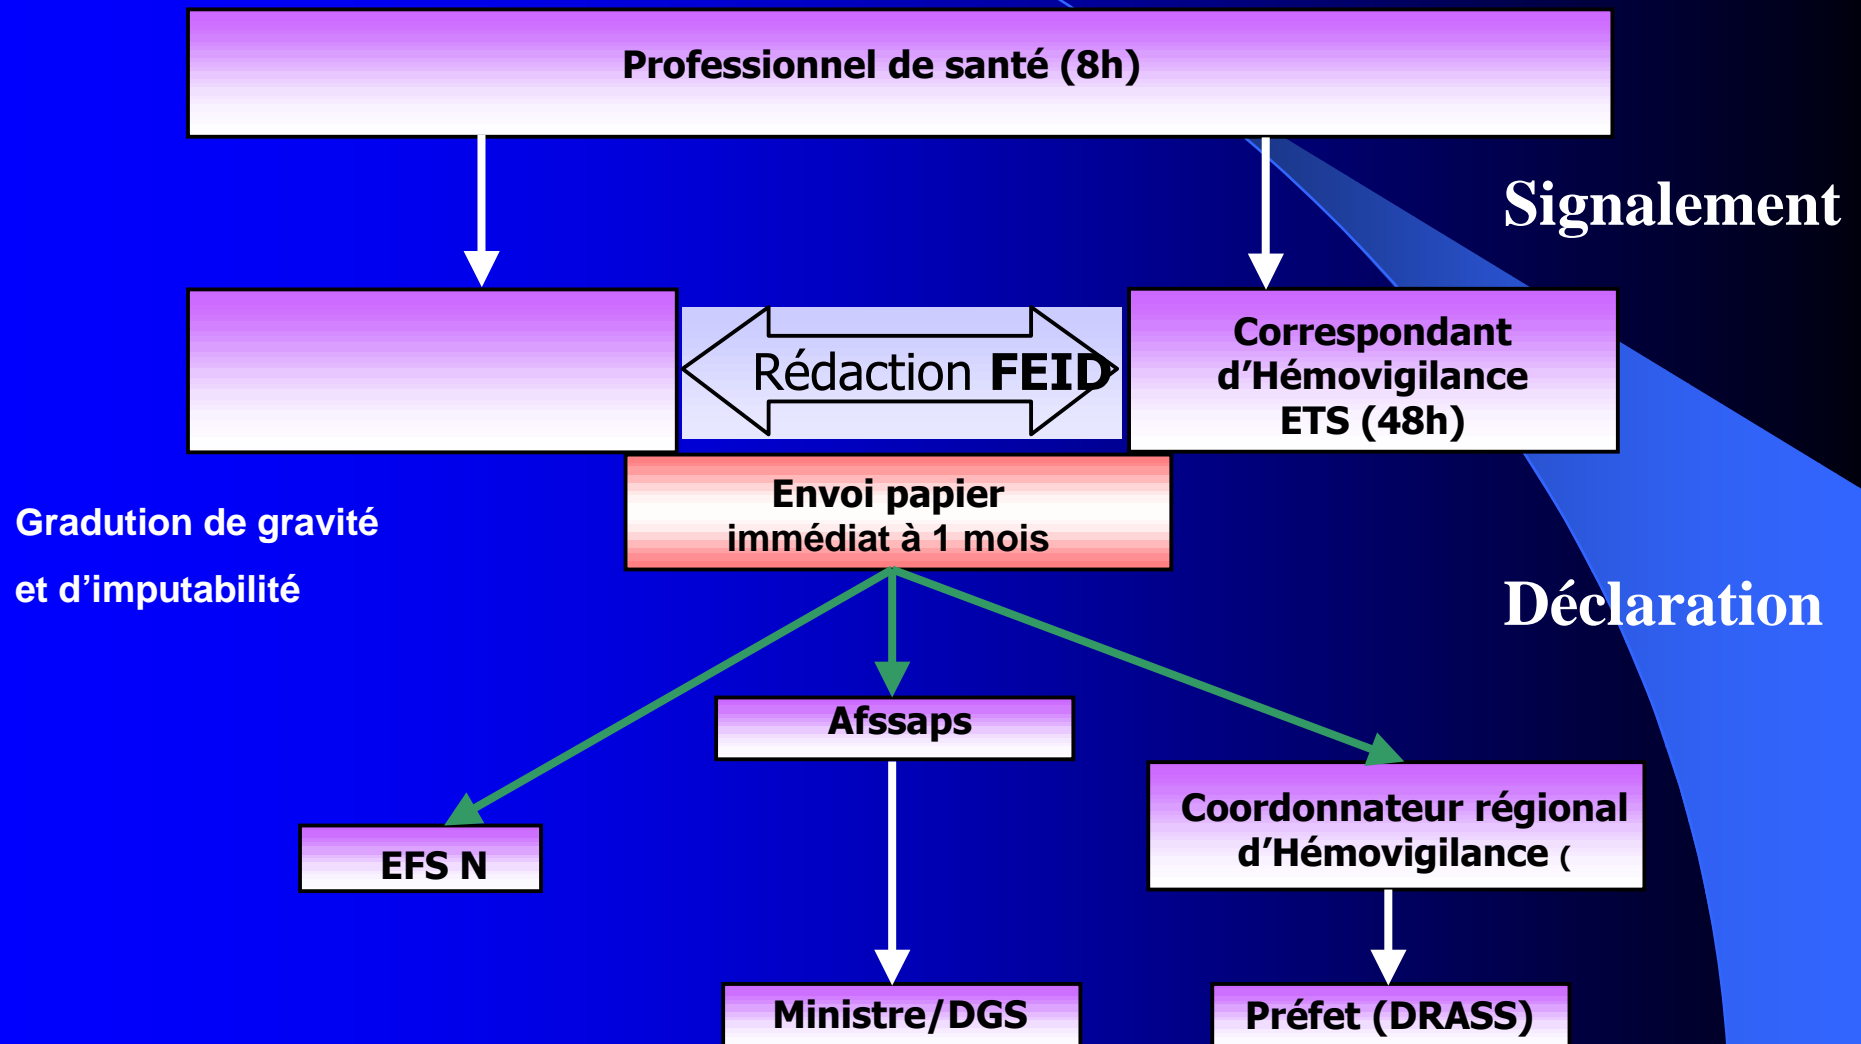 Professionnel de santé (8h)
Signalement
Rédaction FEID
Correspondant
d’Hémovigilance
ETS (48h)
Envoi papier
immédiat à 1 mois
Gradution de gravité
et d’imputabilité
Déclaration
Afssaps
Coordonnateur régional
d’Hémovigilance (
EFS N
Ministre/DGS
Préfet (DRASS)